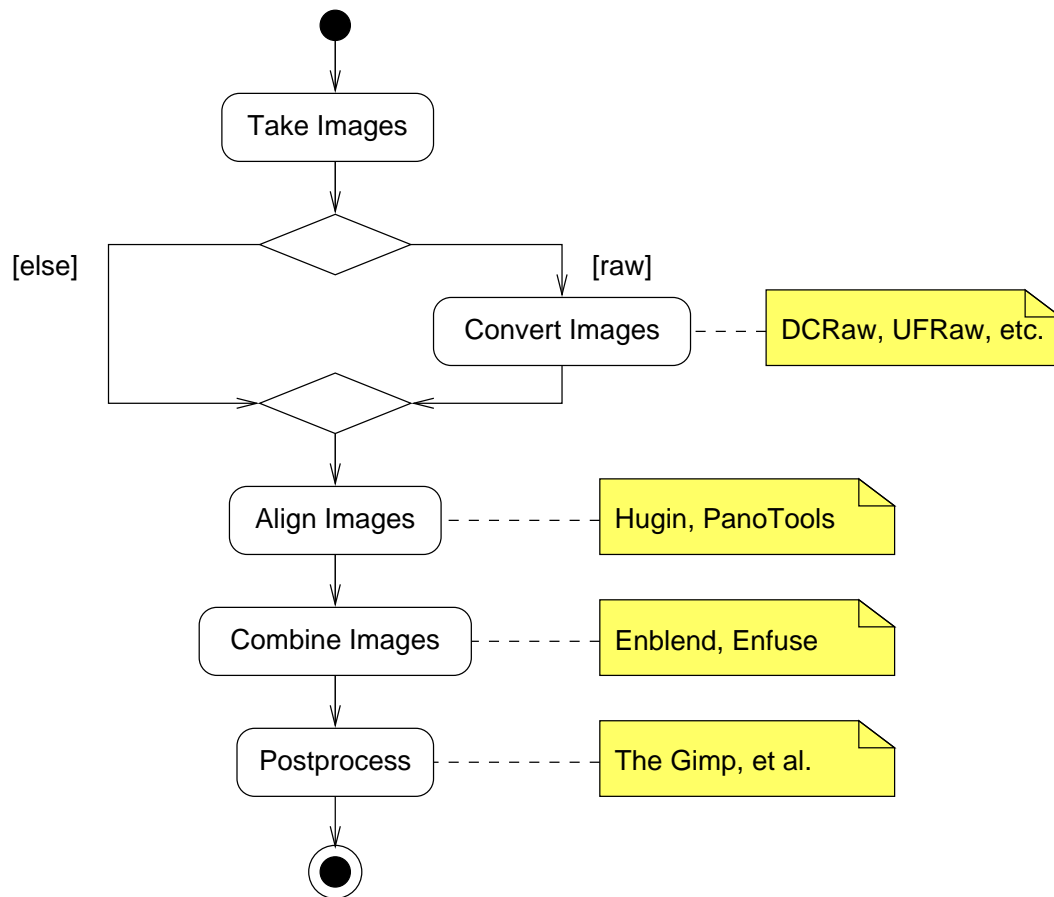 Take Images
[else]
[raw]
Convert Images
DCRaw, UFRaw, etc.
Align Images
Hugin, PanoTools
Combine Images
Enblend, Enfuse
Postprocess
The Gimp, et al.